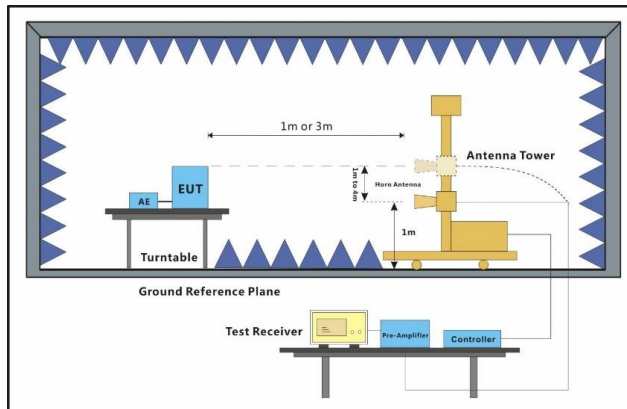 1m or 3m
Antenna Tower
1m to 4m
Horn Antenna
EUT
AE
1m
Turntable
Ground Reference Plane
Test Receiver
Pre-Amplifier
Controller